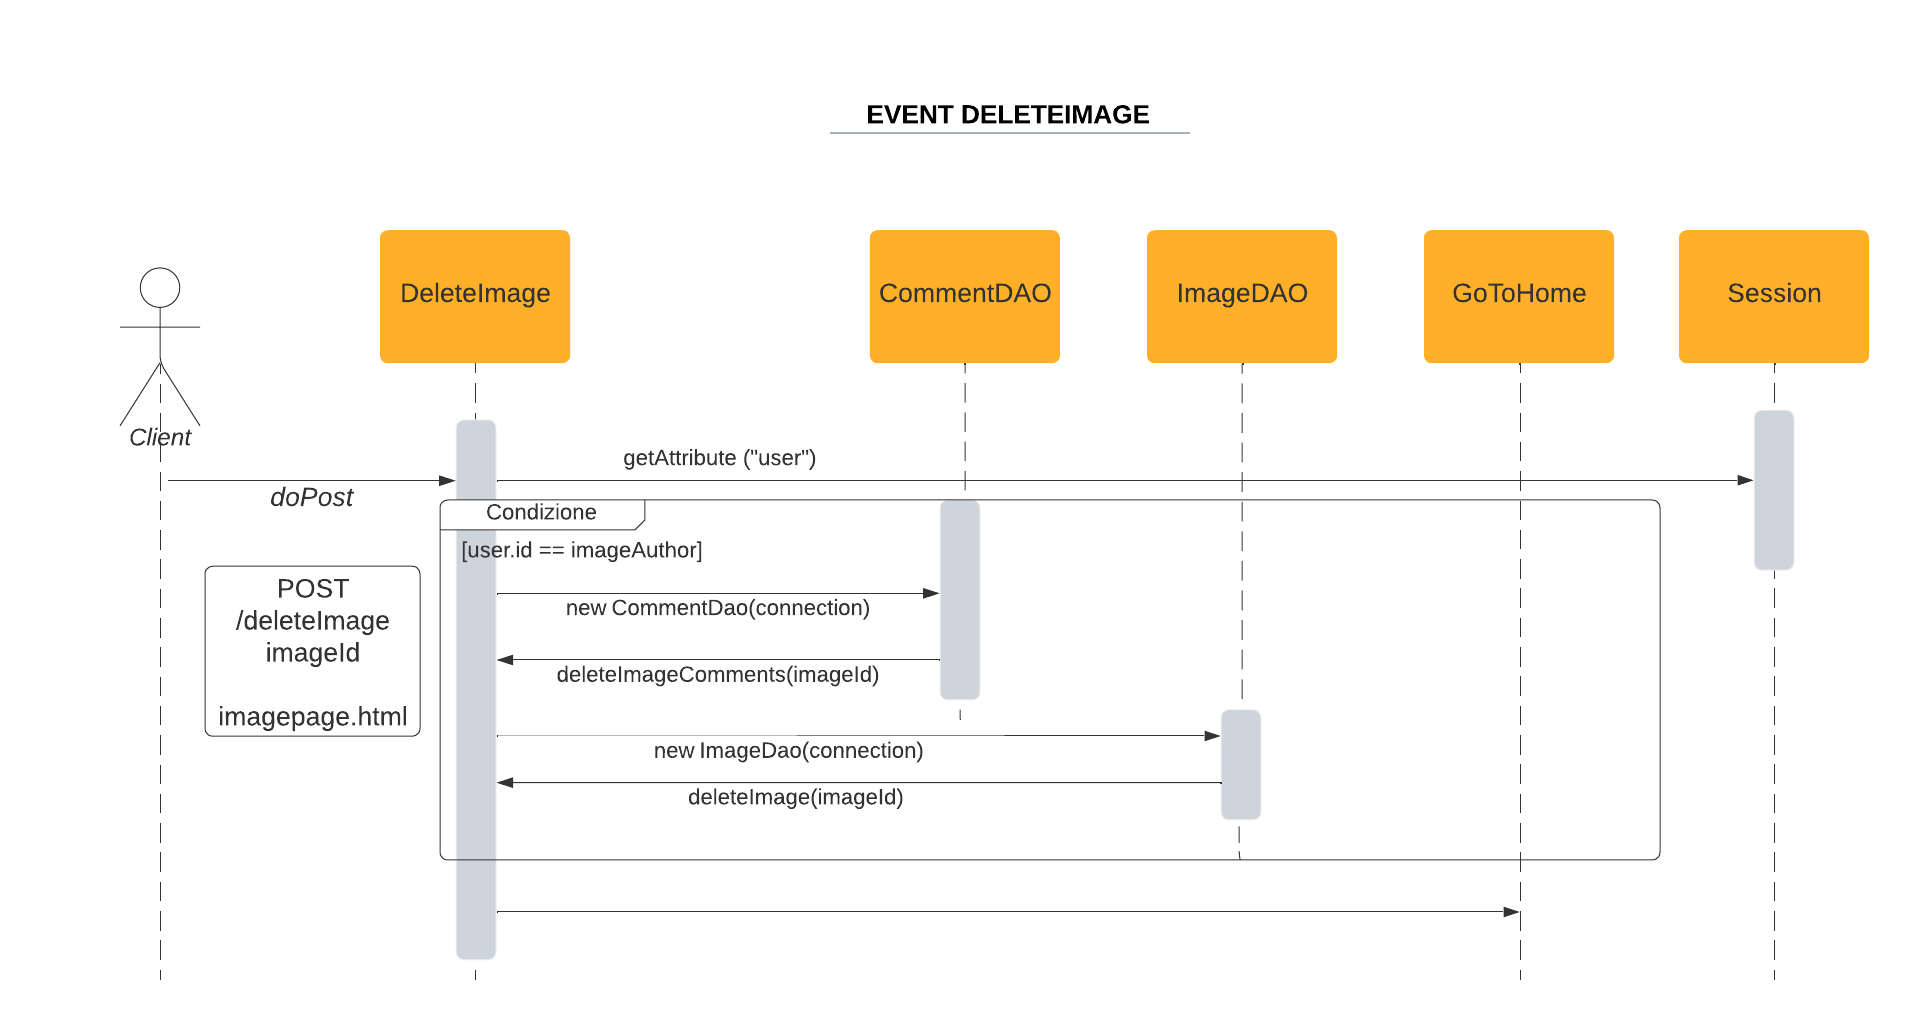 EVENT DELETEIMAGE
DeleteImage
CommentDAO
ImageDAO
GoToHome
Session
Client
getAttribute ("user")
doPost
Condizione
[user.id == imageAuthor]
POST
/deleteImage
imageId
imagepage.html
new CommentDao(connection)
deleteImageComments(imageId)
new ImageDao(connection)
deleteImage(imageId)